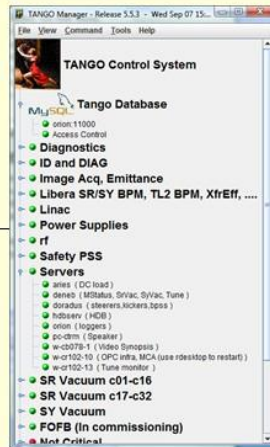 TANGO Manager - Release 5.5.3 - Wed Sep 07 15:...
File View Command Tools Help
TANGO Control System
MySQL Tango Database
orion:11000
Access Control
Diagnostics
ID and DIAG
Image Acq, Emittance
Libera SR/SY BPM, TL2 BPM, XfrEff, ....
Linac
Power Supplies
rf
Safety PSS
Servers
aries ( DC load )
deneb ( MStatus, SrVac, SyVac, Tune )
doradus ( steerers,kickers,bpss )
hdbserv ( HDB )
orion ( loggers )
pc-ctrm ( Speaker )
w-cb078-1 ( Video Synopsis )
w-cr102-10 ( OPC infra, MCA (use rdesktop to restart) )
w-cr102-13 ( Tune monitor )
SR Vacuum c01-c16
SR Vacuum c17-c32
SY Vacuum
FOFB (In commissioning)
Not Critical